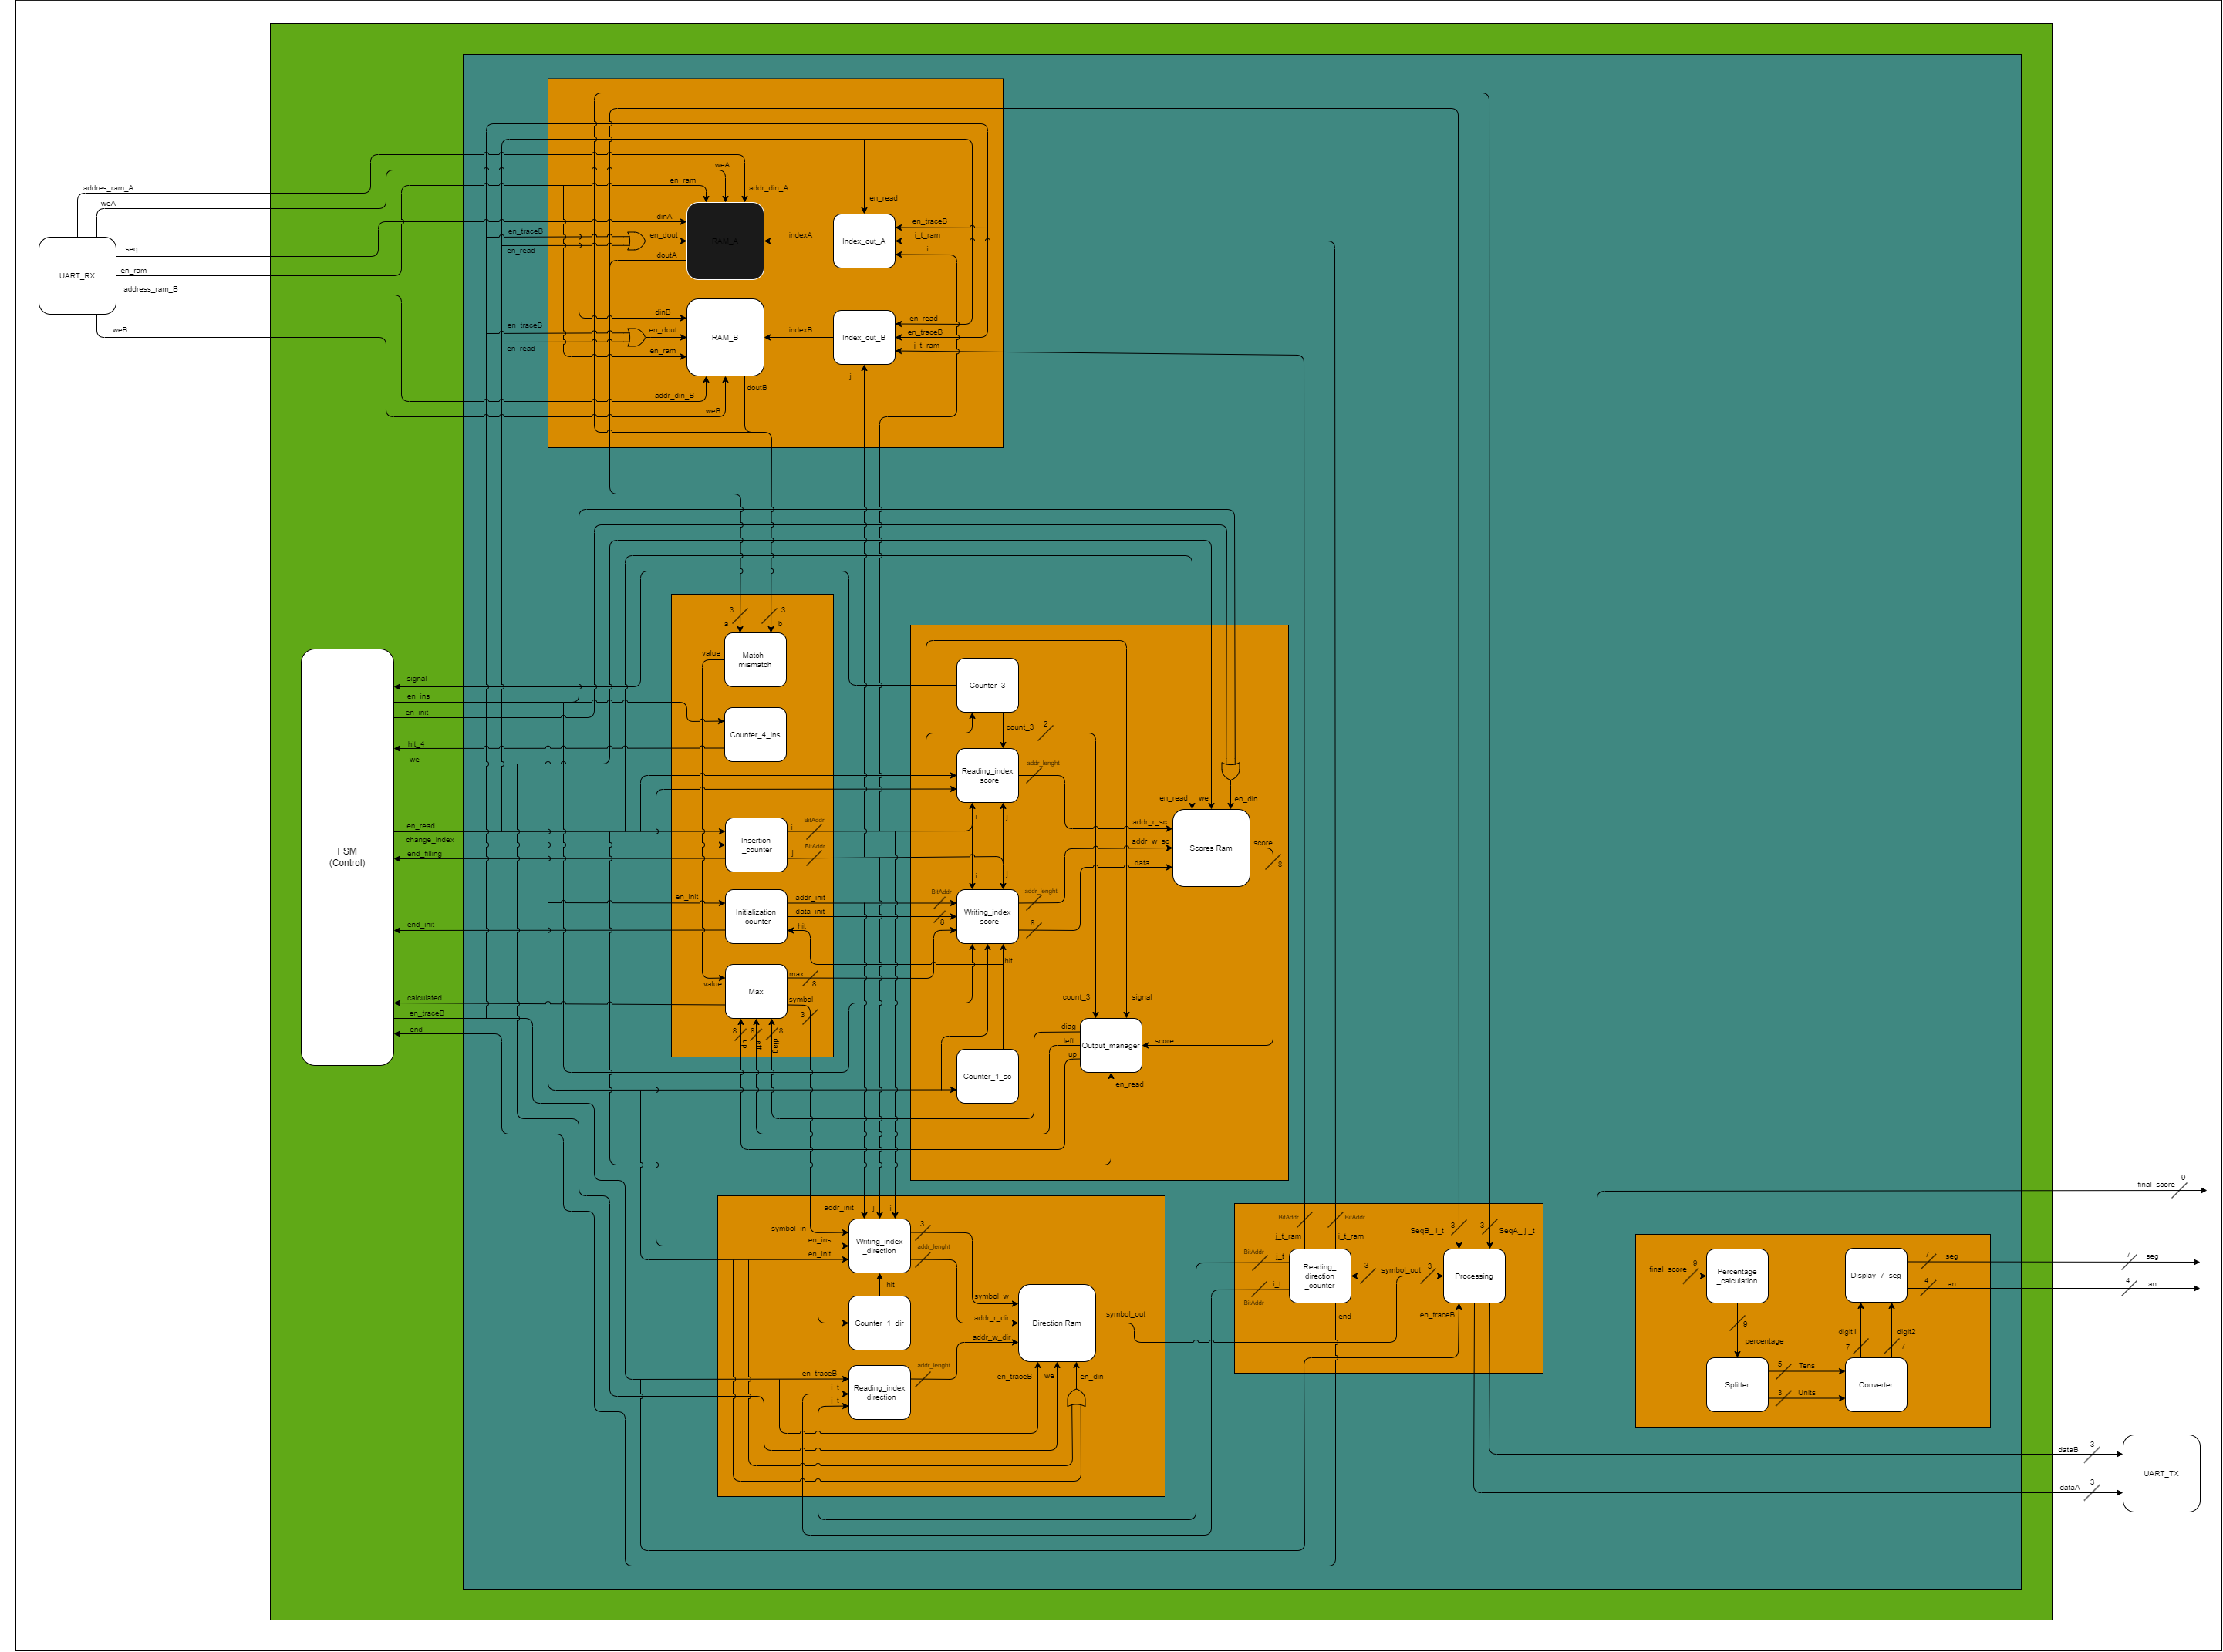 addres_ram_A
weA
seq
en_ram
address_ram_B
weB
UART_RX
weA
en_ram
addr_din_A
dinA
en_traceB
en_dout
en_read
doutA
RAM_A
indexA
Index_out_A
en_read
en_traceB
i_t_ram
i
dinB
en_traceB
en_dout
en_read
en_ram
RAM_B
indexB
Index_out_B
en_read
en_traceB
j_t_ram
j
doutB
addr_din_B
weB
FSM
(Control)
signal
en_ins
en_init
hit_4
we
en_read
change_index
end_filling
end_init
calculated
en_traceB
end
3
3
a
b
value
Match_
mismatch
Counter_4_ins
Insertion
_counter
i
BitAddr
j
BitAddr
en_init
Initialization
_counter
addr_init
data_init
hit
Max
value
max
8
symbol
3
8
8
8
up
left
diag
Counter_3
count_3
2
Reading_index
_score
addr_lenght
i
j
i
j
BitAddr
8
Writing_index
_score
addr_lenght
8
hit
Counter_1_sc
en_read
we
en_din
addr_r_sc
addr_w_sc
data
Scores Ram
score
8
count_3
signal
diag
left
up
Output_manager
score
en_read
addr_init
j
i
symbol_in
en_ins
en_init
Writing_index
_direction
3
addr_lenght
hit
Counter_1_dir
symbol_w
addr_r_dir
addr_w_dir
Direction Ram
symbol_out
en_traceB
i_t
j_t
Reading_index
_direction
addr_lenght
en_traceB
we
en_din
BitAddr
BitAddr
j_t_ram
i_t_ram
BitAddr
j_t
i_t
BitAddr
Reading_
direction
_counter
3
symbol_out
3
end
SeqB_ i_t
3
3
SeqA_ j_t
Processing
en_traceB
final_score
9
Percentage
_calculation
9
percentage
Splitter
5
Tens
3
Units
Converter
digit1
7
digit2
7
Display_7_seg
7
seg
4
an
final_score
9
7
seg
4
an
dataB
3
dataA
3
UART_TX